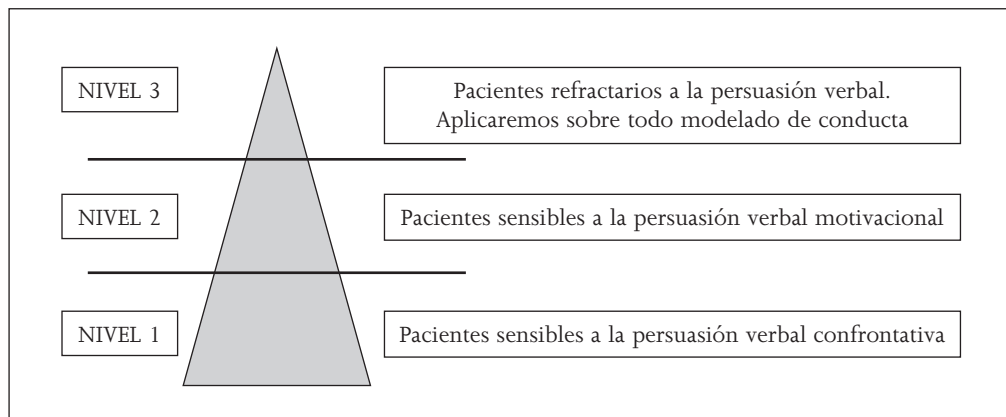 NIVEL 3
Pacientes refractarios a la persuasión verbal.
Aplicaremos sobre todo modelado de conducta
NIVEL 2
Pacientes sensibles a la persuasión verbal motivacional
NIVEL 1
Pacientes sensibles a la persuasión verbal confrontativa